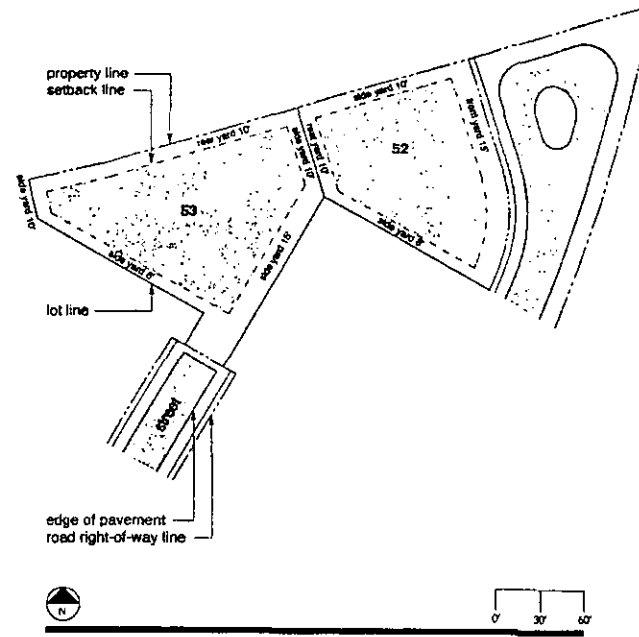 property line
setback line
rear yard 10'
side yard 10'
side yard 10'
rear yard 10'
side yard 10'
front yard 15'
52
53
side yard 15'
side yard 8'
lot line
street
edge of pavement
road right-of-way line
N
0' 30' 60'